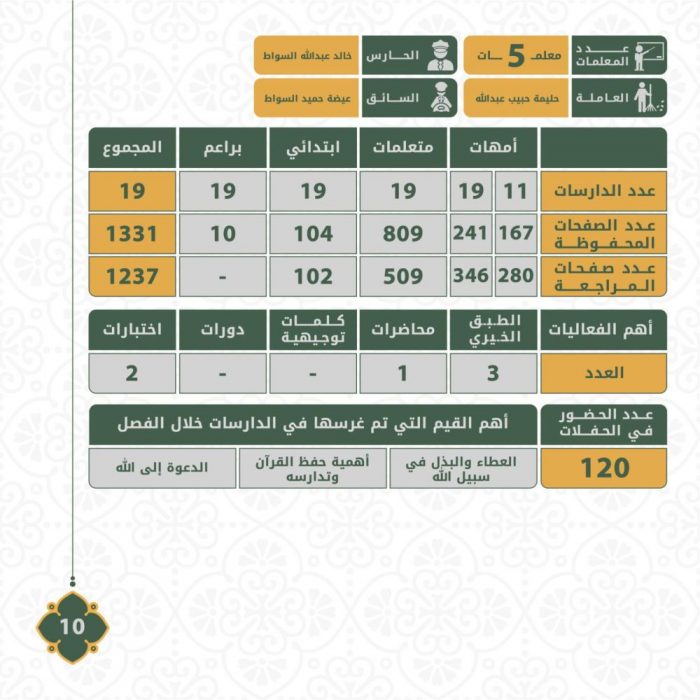 عدد المعلمات
معلمـ 5 ـات
الحارس
خالد عبدالله السواط
العاملة
حليمة حبيب عبدالله
السائق
عيضة حميد السواط
أمهات متعلمات ابتدائي براعم المجموع
عدد الدارسات 11 19 19 19 19 19
عدد الصفحات المحفوظة 167 241 809 104 10 1331
عدد صفحات المراجعة 280 346 509 102 - 1237
أهم الفعاليات الطبق الخيري محاضرات كلمات توجيهية دورات اختبارات
العدد 3 1 - - 2
عدد الحضور في الحفلات
أهم القيم التي تم غرسها في الدارسات خلال الفصل
120
العطاء والبذل في سبيل الله
أهمية حفظ القرآن وتدارسه
الدعوة إلى الله
10